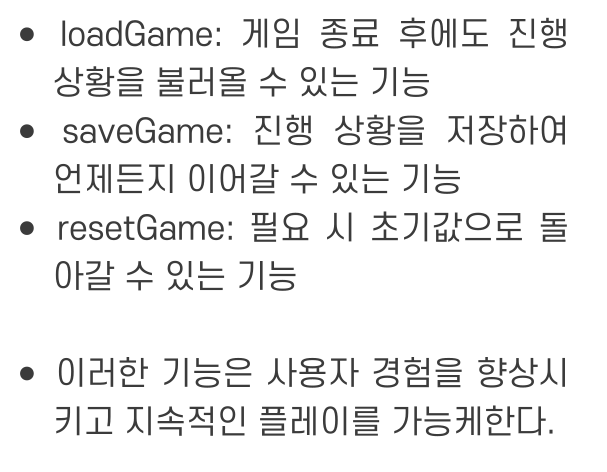 • loadGame: 게임 종료 후에도 진행
상황을 불러올 수 있는 기능
• saveGame: 진행 상황을 저장하여
언제든지 이어갈 수 있는 기능
• resetGame: 필요 시 초기값으로 돌
아갈 수 있는 기능
• 이러한 기능은 사용자 경험을 향상시
키고 지속적인 플레이를 가능케한다.